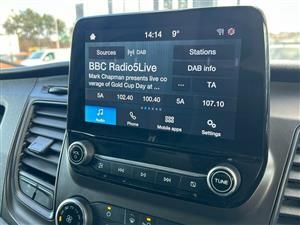 14:14 9°
Sources DAB Stations
BBC Radio5Live DAB info
Mark Chapman presents live co
verage of Gold Cup Day at ... TA
5A 102.40 100.40 5A 107.10
Audio Phone Mobile apps Settings
TUNE